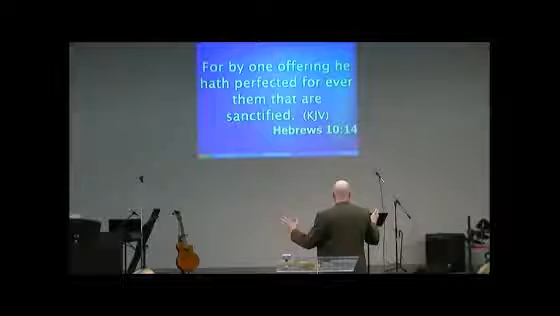 For by one offering he
hath perfected for ever
them that are
sanctified. (KJV)
Hebrews 10:14